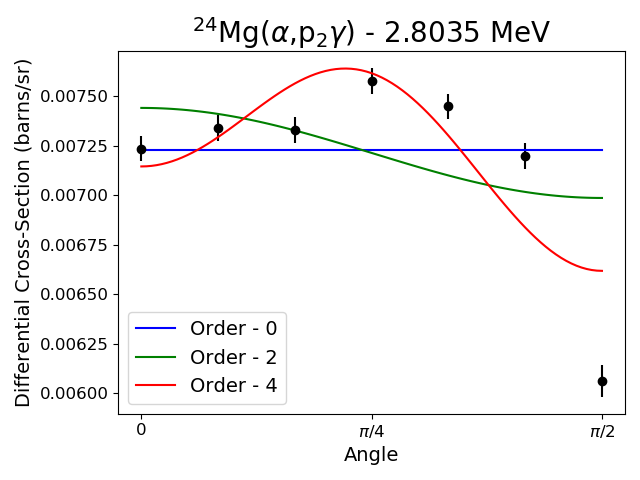 ²⁴Mg(α,p₂γ) - 2.8035 MeV
Differential Cross-Section (barns/sr)
0.00750
0.00725
0.00700
0.00675
0.00650
0.00625
0.00600
Order - 0
Order - 2
Order - 4
0
π/4
π/2
Angle